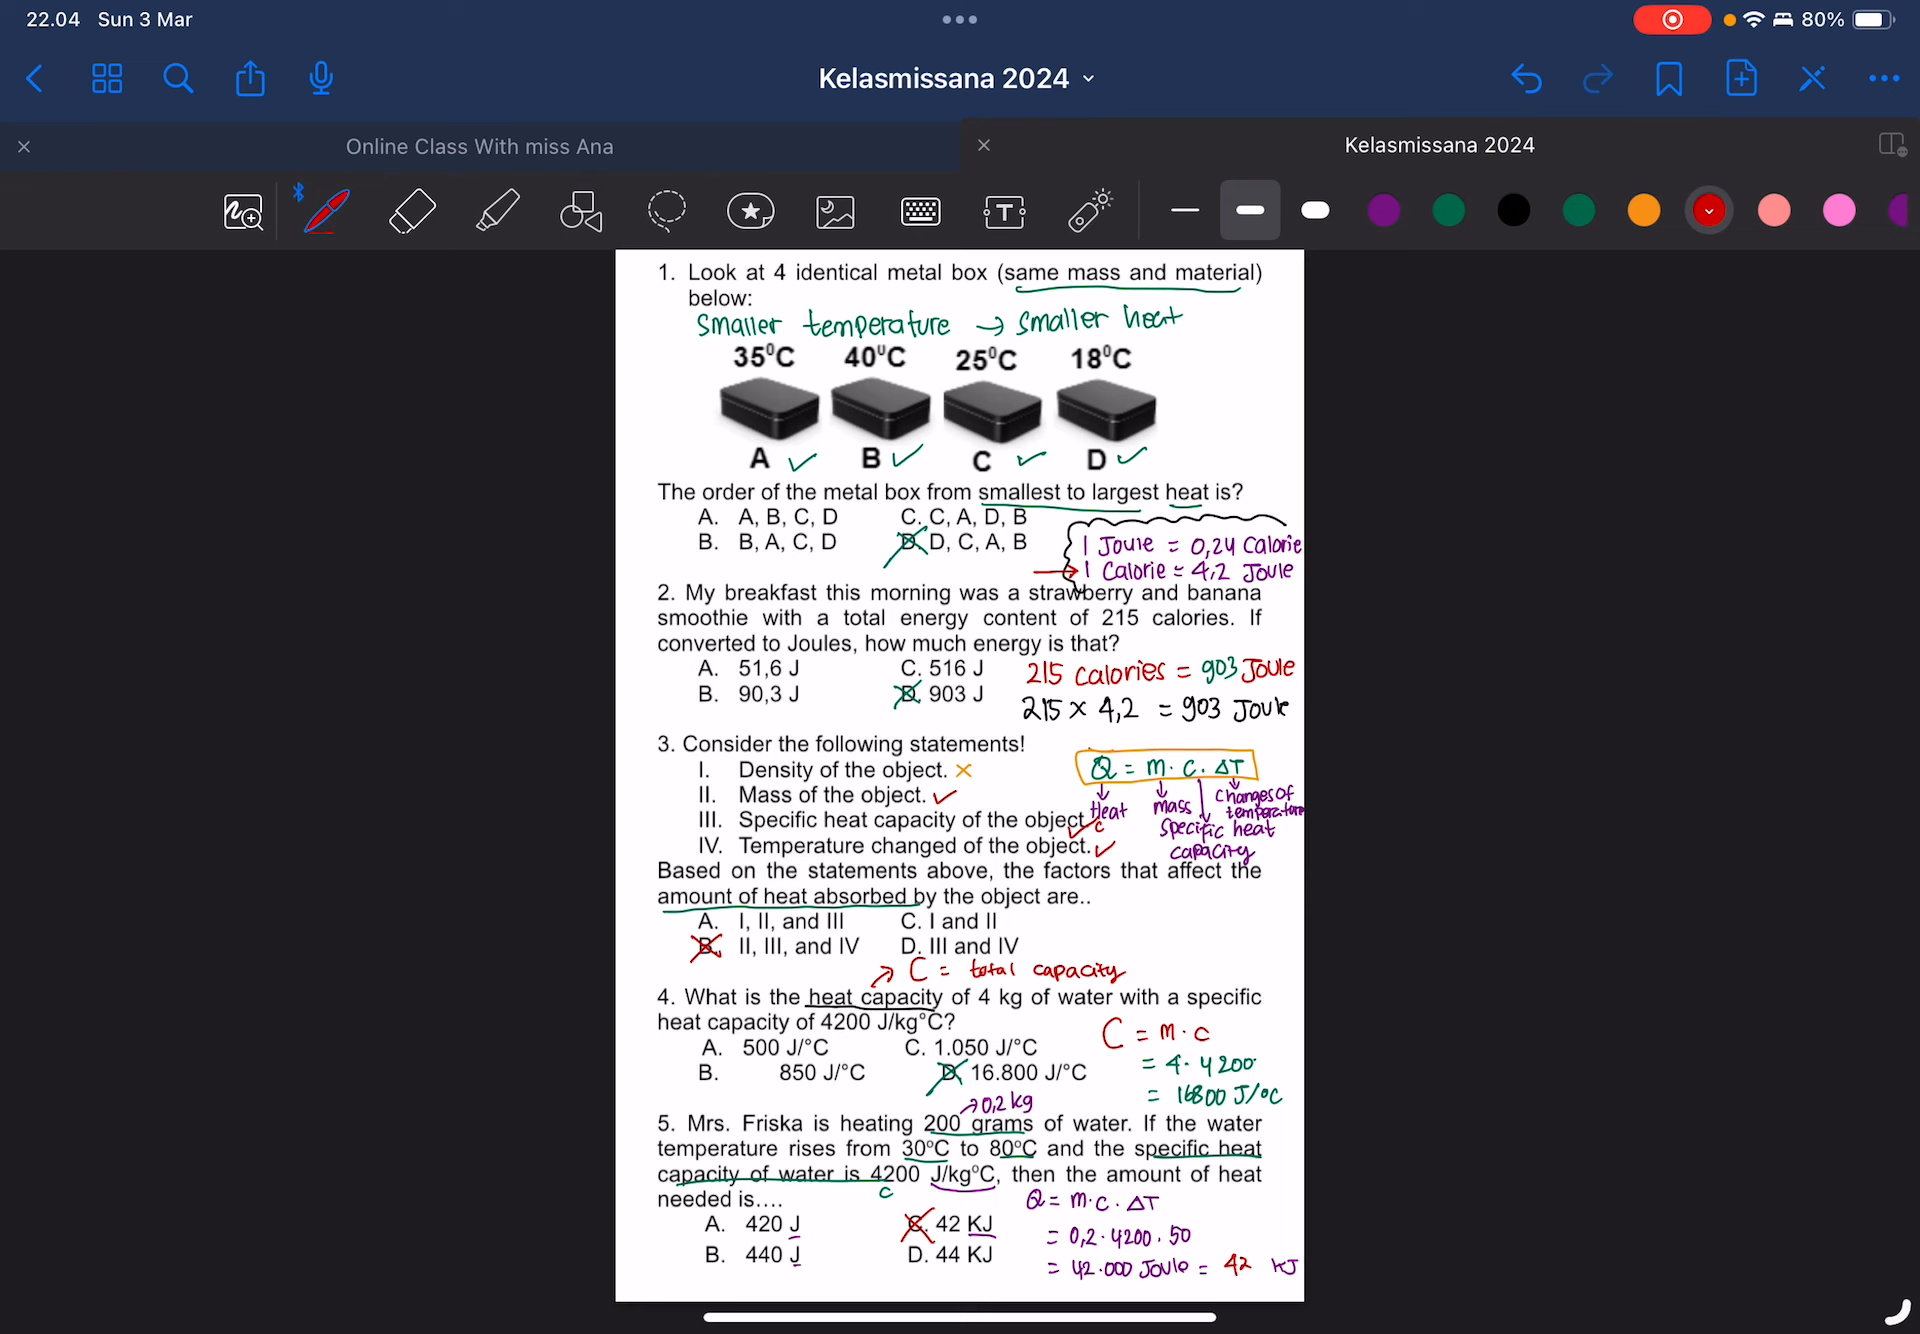 22.04 Sun 3 Mar
80%
Kelasmissana 2024
Online Class With miss Ana
Kelasmissana 2024
1. Look at 4 identical metal box (same mass and material)
below:
Smaller temperature → smaller heat
35°C 40°C 25°C 18°C
A ✓ B ✓ C ✓ D ✓
The order of the metal box from smallest to largest heat is?
A. A, B, C, D C. C, A, D, B
B. B, A, C, D D. D, C, A, B
1 Joule = 0,24 Calorie
→ 1 Calorie = 4,2 Joule
2. My breakfast this morning was a strawberry and banana
smoothie with a total energy content of 215 calories. If
converted to Joules, how much energy is that?
A. 51,6 J C. 516 J
B. 90,3 J D. 903 J
215 calories = 903 Joule
215 x 4,2 = 903 Joule
3. Consider the following statements!
I. Density of the object. ×
II. Mass of the object. ✓
III. Specific heat capacity of the object ✓ c
IV. Temperature changed of the object. ✓
Q = m. c. ΔT
Heat mass changes of temperature
Specific heat
capacity
Based on the statements above, the factors that affect the
amount of heat absorbed by the object are..
A. I, II, and III C. I and II
B. II, III, and IV D. III and IV
C = total capacity
4. What is the heat capacity of 4 kg of water with a specific
heat capacity of 4200 J/kg°C?
A. 500 J/°C C. 1.050 J/°C
B. 850 J/°C D. 16.800 J/°C
C = m . c
= 4. 4200
= 16800 J/°C
→ 0,2 kg
5. Mrs. Friska is heating 200 grams of water. If the water
temperature rises from 30°C to 80°C and the specific heat
capacity of water is 4200 J/kg°C, then the amount of heat
c
needed is....
A. 420 J C. 42 KJ
B. 440 J D. 44 KJ
Q = m.c . ΔT
= 0,2 . 4200 . 50
= 42.000 Joule = 42 KJ